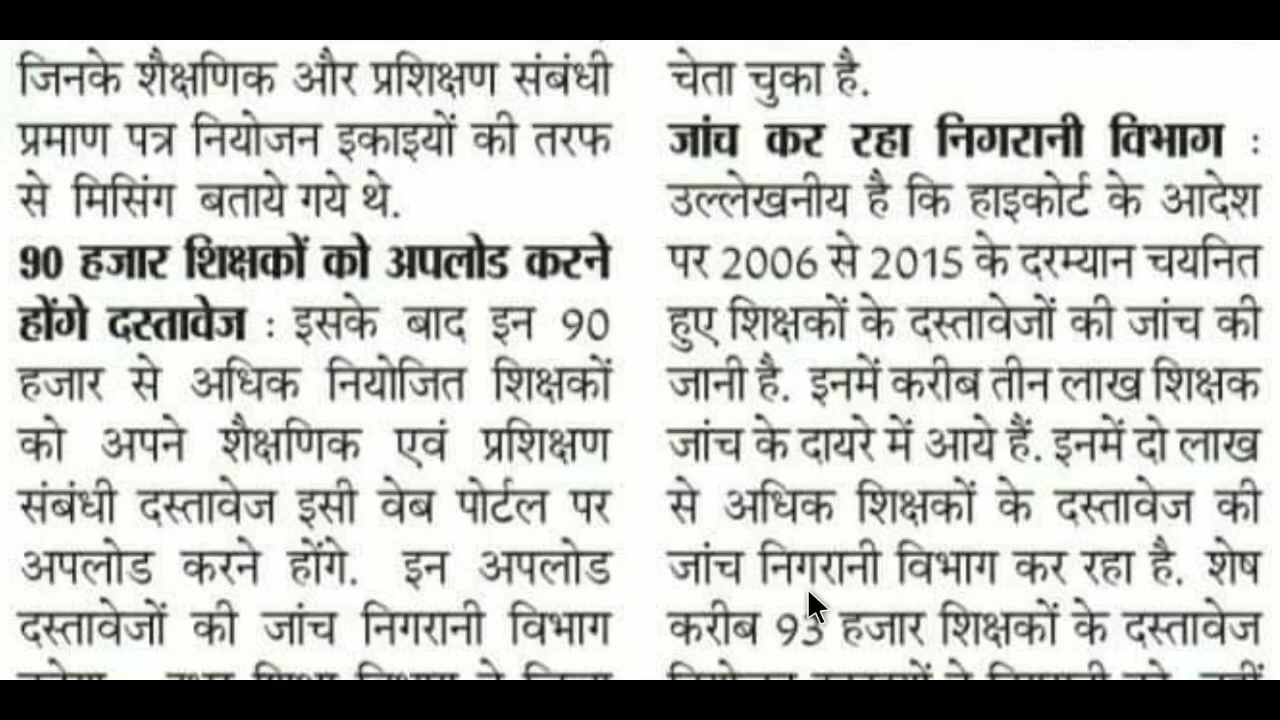 जिनके शैक्षणिक और प्रशिक्षण संबंधी
प्रमाण पत्र नियोजन इकाइयों की तरफ
से मिसिंग बताये गये थे.
90 हजार शिक्षकों को अपलोड करने
होंगे दस्तावेज : इसके बाद इन 90
हजार से अधिक नियोजित शिक्षकों
को अपने शैक्षणिक एवं प्रशिक्षण
संबंधी दस्तावेज इसी वेब पोर्टल पर
अपलोड करने होंगे. इन अपलोड
दस्तावेजों की जांच निगरानी विभाग
चेता चुका है.
जांच कर रहा निगरानी विभाग :
उल्लेखनीय है कि हाइकोर्ट के आदेश
पर 2006 से 2015 के दरम्यान चयनित
हुए शिक्षकों के दस्तावेजों की जांच की
जानी है. इनमें करीब तीन लाख शिक्षक
जांच के दायरे में आये हैं. इनमें दो लाख
से अधिक शिक्षकों के दस्तावेज की
जांच निगरानी विभाग कर रहा है. शेष
करीब 93 हजार शिक्षकों के दस्तावेज